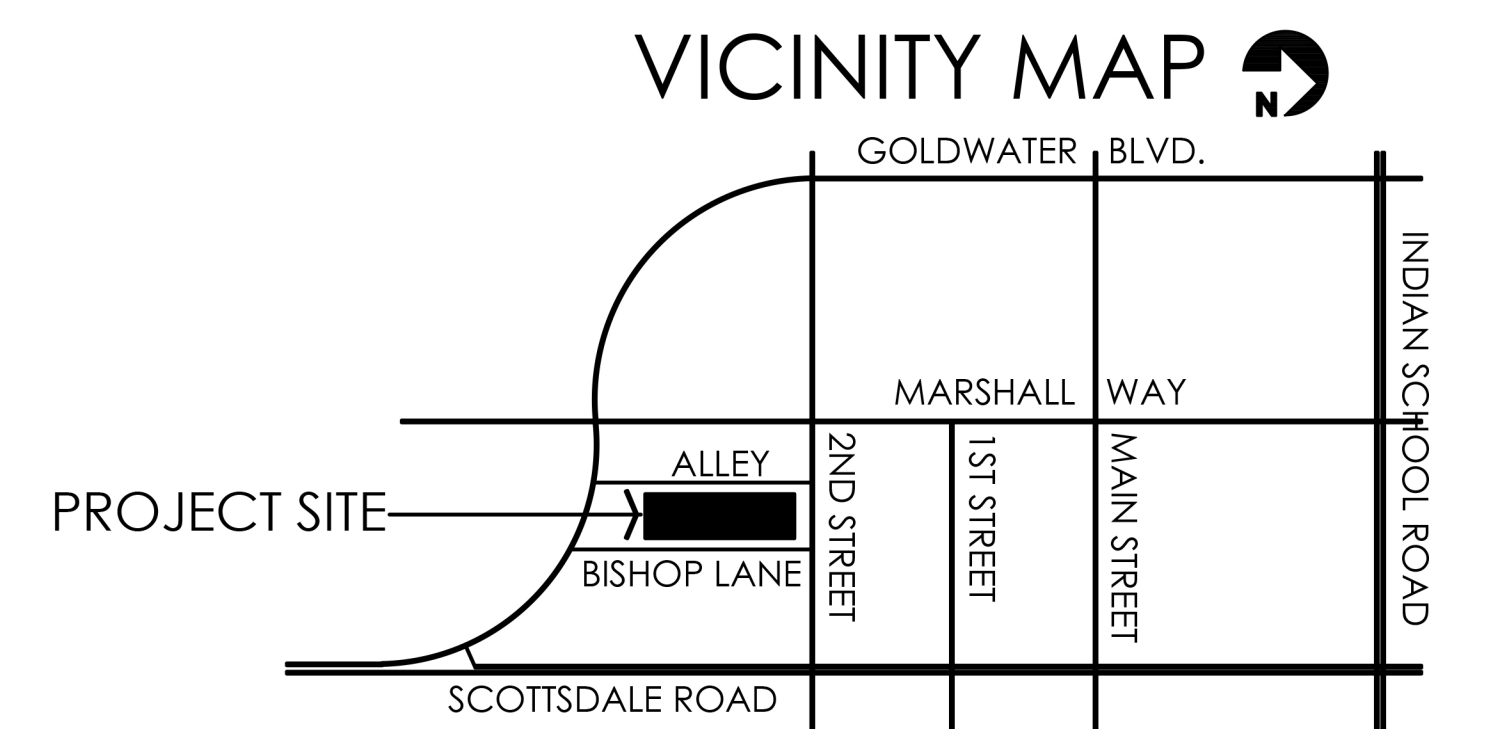 VICINITY MAP
N
GOLDWATER BLVD.
INDIAN SCHOOL ROAD
MARSHALL WAY
2ND STREET
1ST STREET
MAIN STREET
ALLEY
PROJECT SITE
BISHOP LANE
SCOTTSDALE ROAD